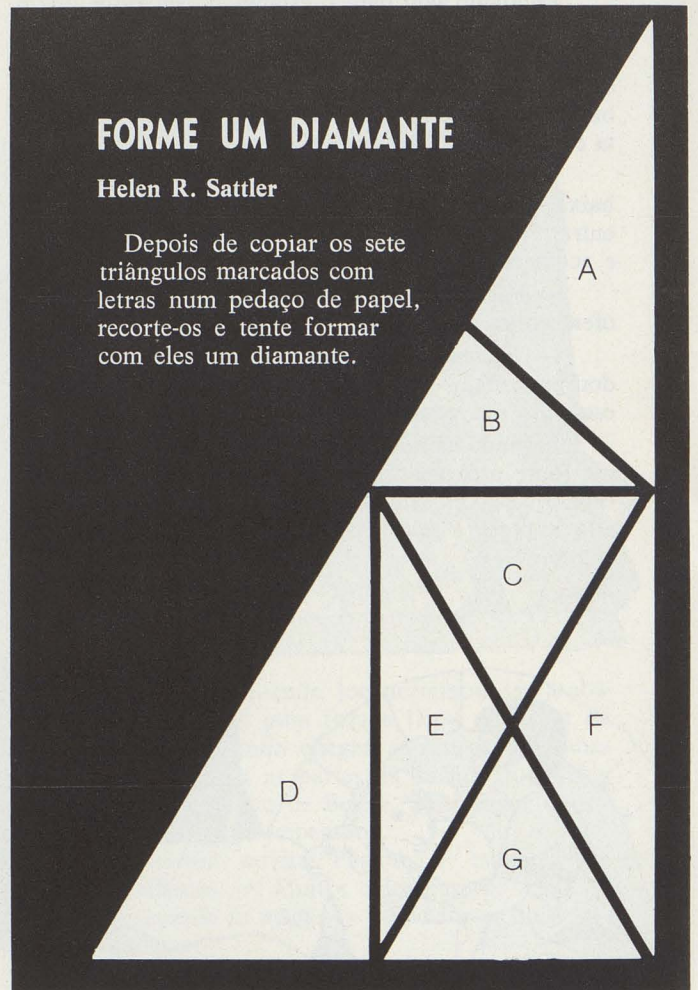 FORME UM DIAMANTE
Helen R. Sattler
Depois de copiar os sete
triângulos marcados com
letras num pedaço de papel,
recorte-os e tente formar
com eles um diamante.
A
B
C
E
F
D
G